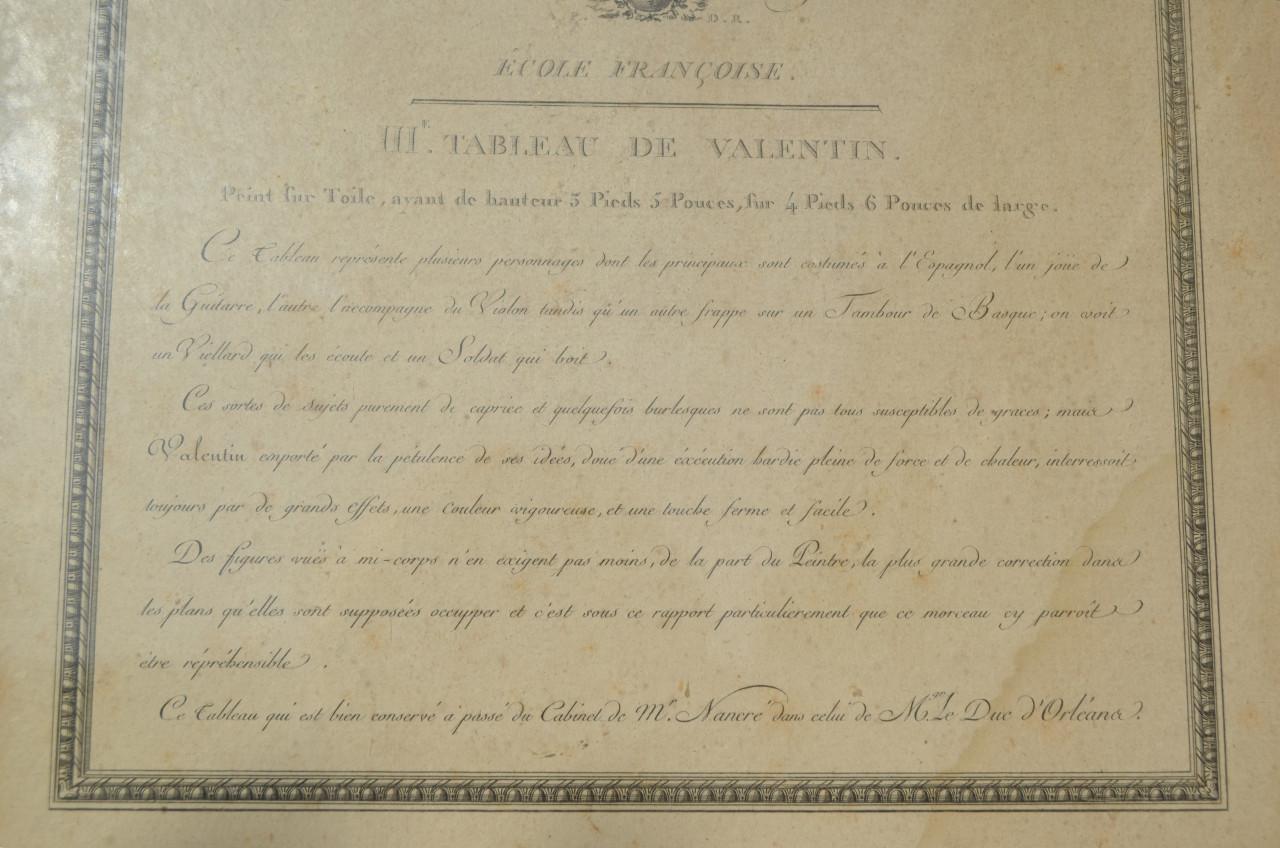 D.R.
ÉCOLE FRANÇOISE.
IIIᵉ. TABLEAU DE VALENTIN.
Peint sur Toile, ayant de hauteur 3 Pieds 5 Pouces, sur 4 Pieds 6 Pouces de large.
Ce Tableau représente plusieurs personnages dont les principaux sont costumés à l'Espagnol, l'un joüe de
la Guitarre, l'autre l'accompagne du Violon tandis qu'un autre frappe sur un Tambour de Basque; on voit
un Viellard qui les écoute et un Soldat qui boit.
Ces sortes de sujets purement de caprice et quelquefois burlesques ne sont pas tous susceptibles de graces; mais
Valentin emporté par la pétulence de ses idées, doué d'une éxécution hardie pleine de force et de chaleur, interressoit
toujours par de grands effets, une couleur vigoureuse, et une touche ferme et facile.
Des figures vuës à mi-corps n'en éxigent pas moins, de la part du Peintre, la plus grande correction dans
les plans qu'elles sont supposées occupper et c'est sous ce rapport particulièrement que ce morceau cy parroît
être répréhensible.
Ce Tableau qui est bien conservé à passé du Cabinet de Mʳ. Nancré dans celui de M.ᵍʳ Le Duc d'Orléans.